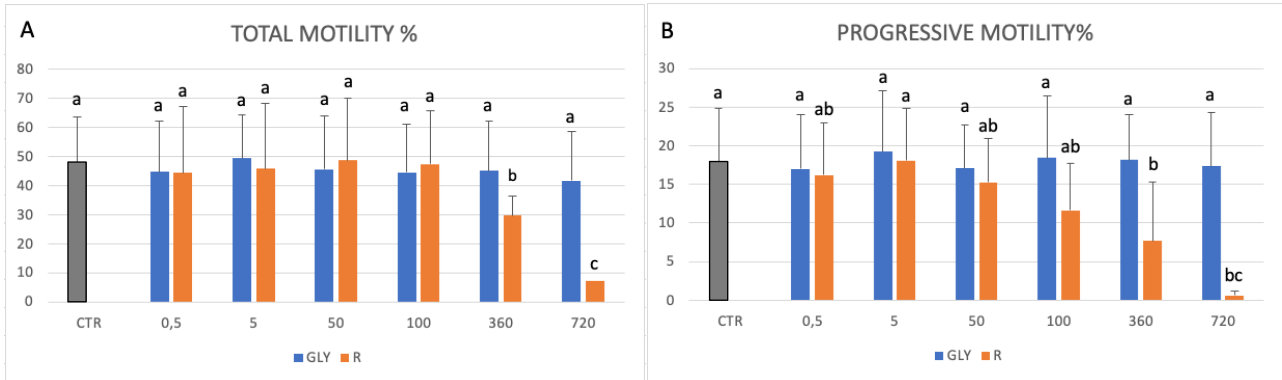 A
TOTAL MOTILITY %
80
70
60
50
40
30
20
10
0
a
a a
a a
a a
a a
a b
a c
CTR 0,5 5 50 100 360 720
GLY R
B
PROGRESSIVE MOTILITY%
30
25
20
15
10
5
0
a
a ab
a a
a ab
a ab
a b
a bc
CTR 0,5 5 50 100 360 720
GLY R